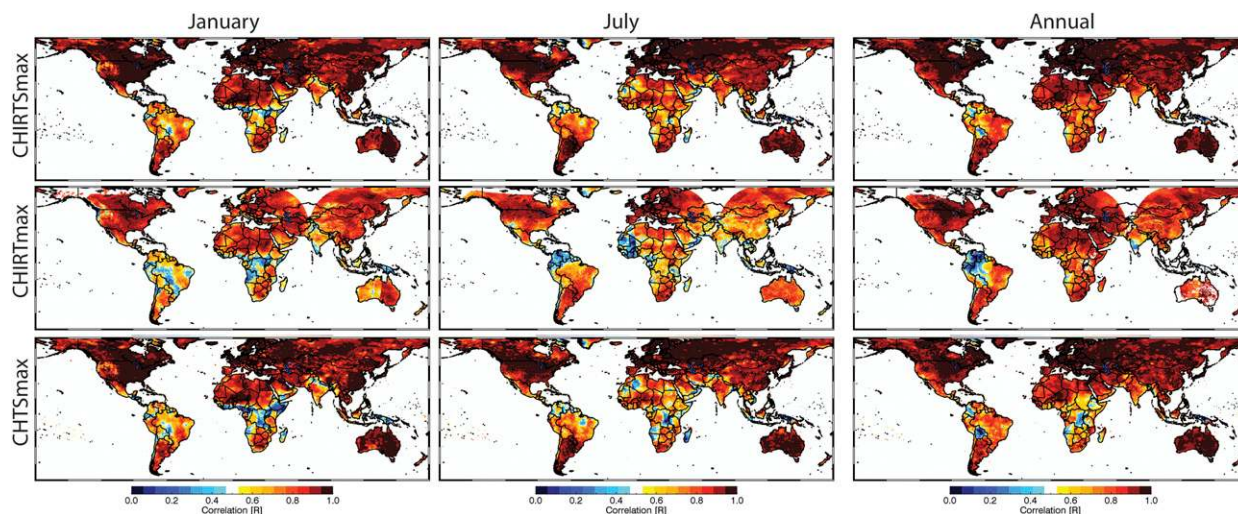 January July Annual
CHIRTSmax
CHIRTmax
CHTSmax
0.0 0.2 0.4 0.6 0.8 1.0 0.0 0.2 0.4 0.6 0.8 1.0 0.0 0.2 0.4 0.6 0.8 1.0
Correlation [R] Correlation [R] Correlation [R]